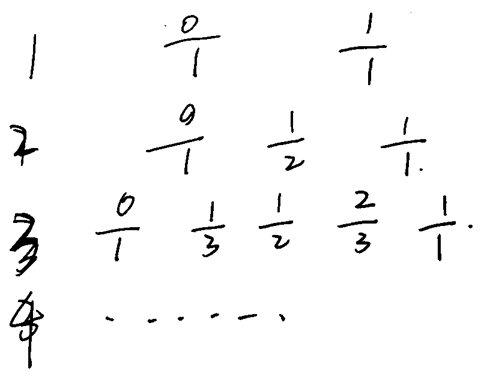 1 0/1 1/1
2 0/1 1/2 1/1.
3 0/1 1/3 1/2 2/3 1/1.
4 . . . . . .